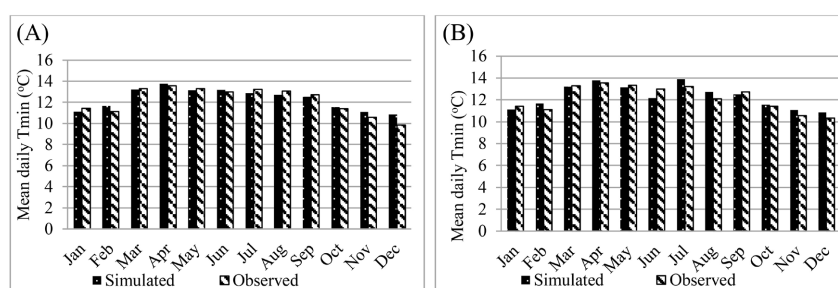 (A)
Mean daily Tmin (°C)
16
14
12
10
8
6
4
2
0
Jan Feb Mar Apr May Jun Jul Aug Sep Oct Nov Dec
Simulated Observed
(B)
Mean daily Tmin (°C)
16
14
12
10
8
6
4
2
0
Jan Feb Mar Apr May Jun Jul Aug Sep Oct Nov Dec
Simulated Observed